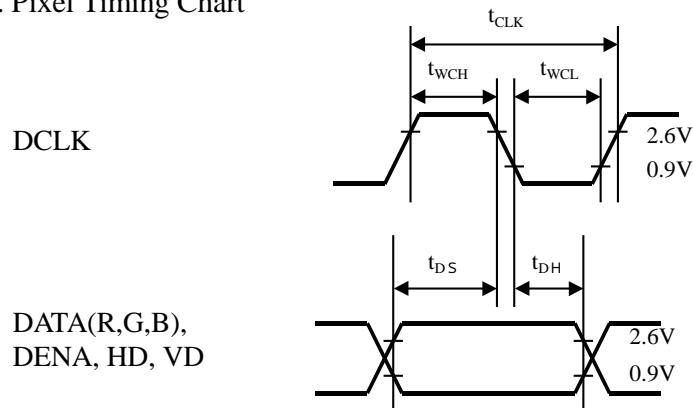 . Pixel Timing Chart
tCLK
tWCH
tWCL
DCLK
2.6V
0.9V
tDS
tDH
DATA(R,G,B),
DENA, HD, VD
2.6V
0.9V